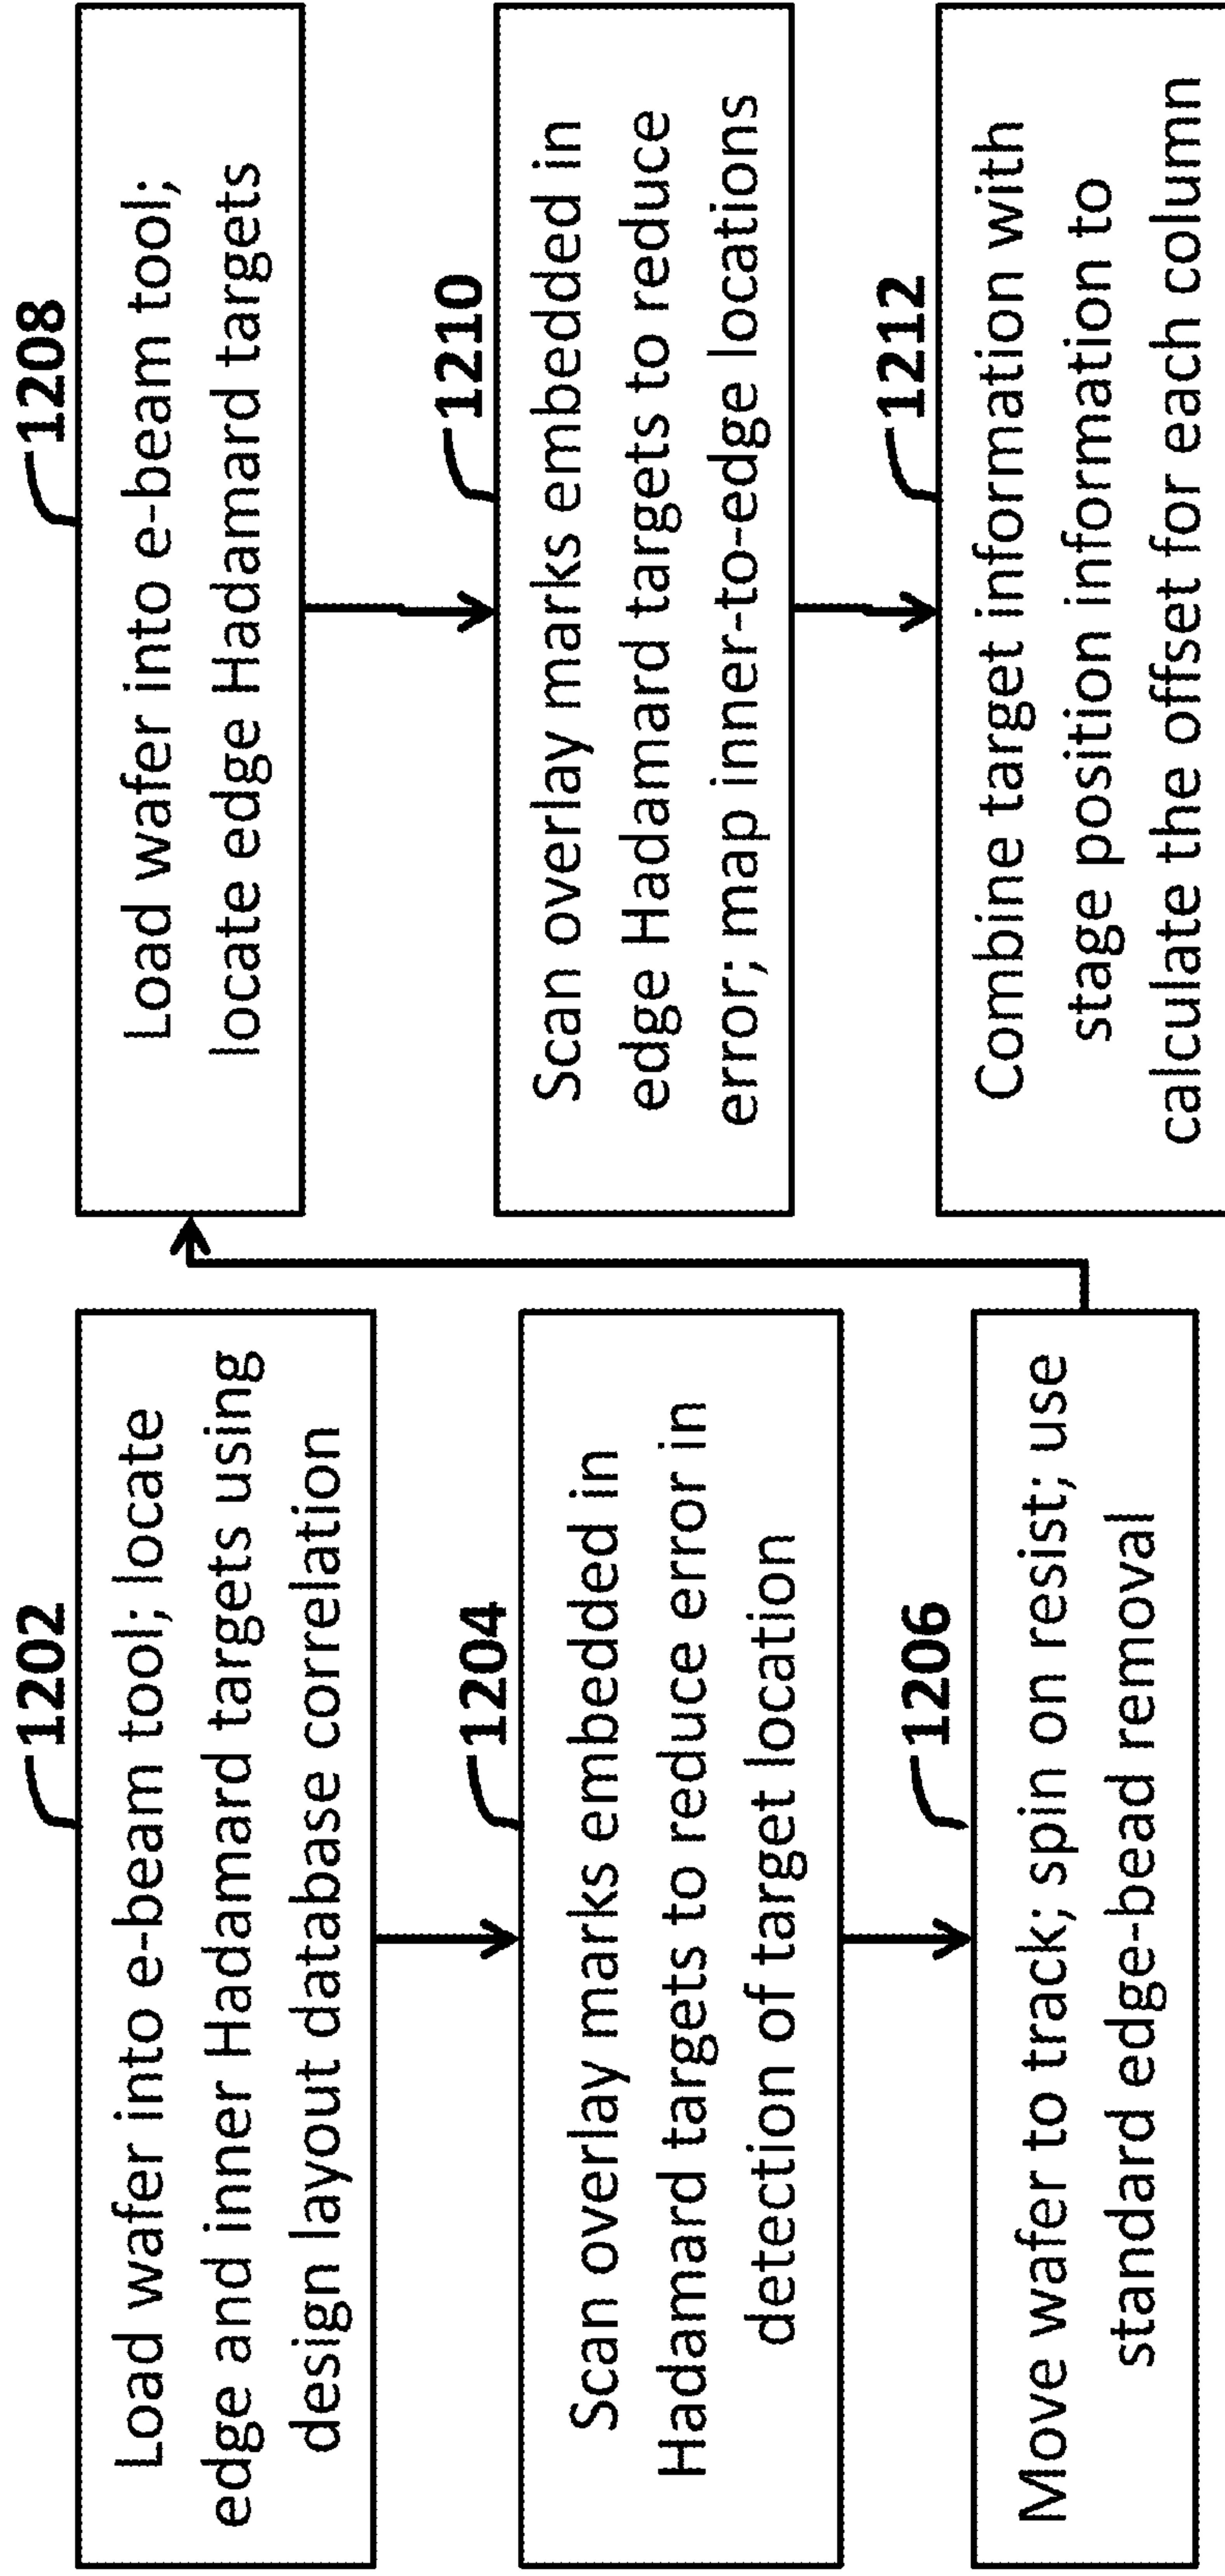 1202
Load wafer into e-beam tool; locate
edge and inner Hadamard targets using
design layout database correlation
1204
Scan overlay marks embedded in
Hadamard targets to reduce error in
detection of target location
1206
Move wafer to track; spin on resist; use
standard edge-bead removal
1208
Load wafer into e-beam tool;
locate edge Hadamard targets
1210
Scan overlay marks embedded in
edge Hadamard targets to reduce
error; map inner-to-edge locations
1212
Combine target information with
stage position information to
calculate the offset for each column